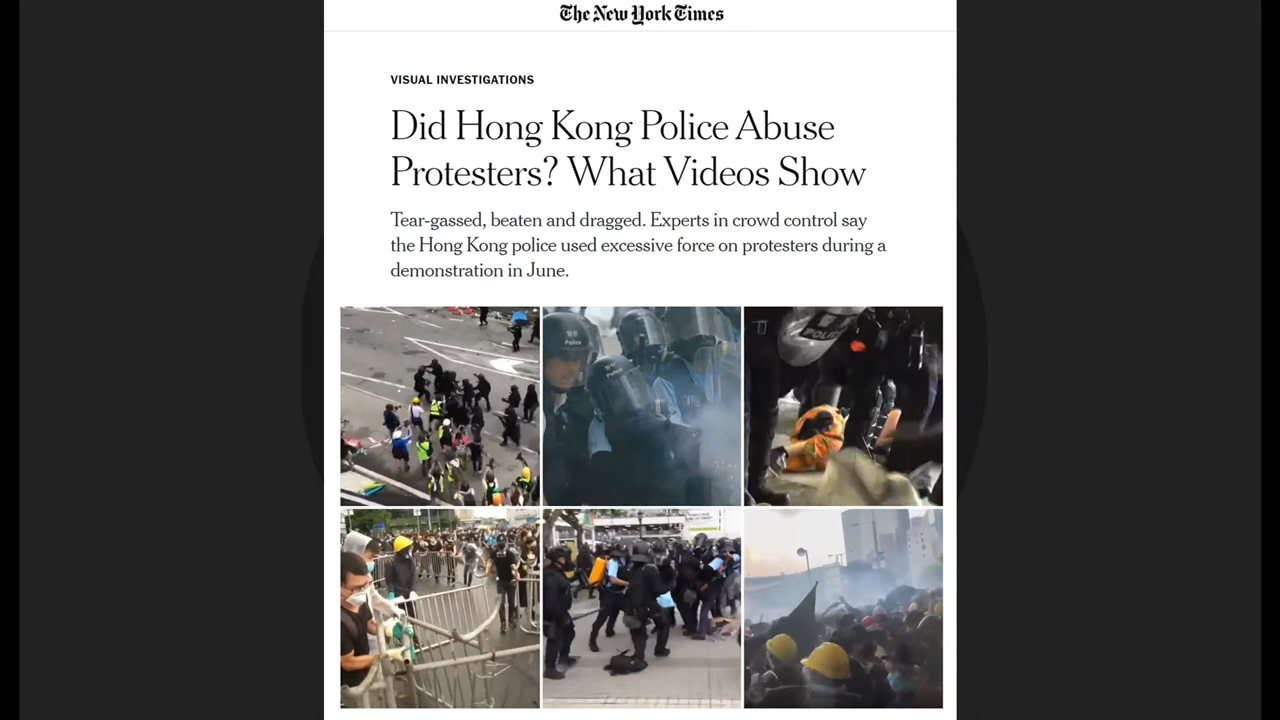 The New York Times
VISUAL INVESTIGATIONS
Did Hong Kong Police Abuse
Protesters? What Videos Show
Tear-gassed, beaten and dragged. Experts in crowd control say
the Hong Kong police used excessive force on protesters during a
demonstration in June.
Police
POLICE